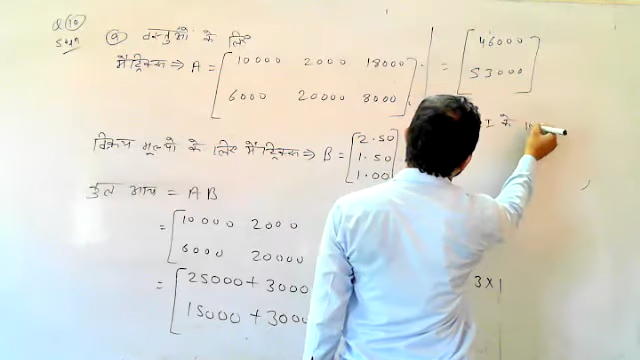 Q (10)
Soln
(a) वस्तुओं के लिए
मैट्रिक्स ⇒ A = [10000 2000 18000
6000 20000 8000]
विक्रय मूल्यों के लिए मैट्रिक्स ⇒ B = [2.50
1.50
1.00
कुल आय = AB
= [10000 2000
6000 20000
= [25000 + 3000
15000 + 3000
= [46000
53000]
I के
3 × 1